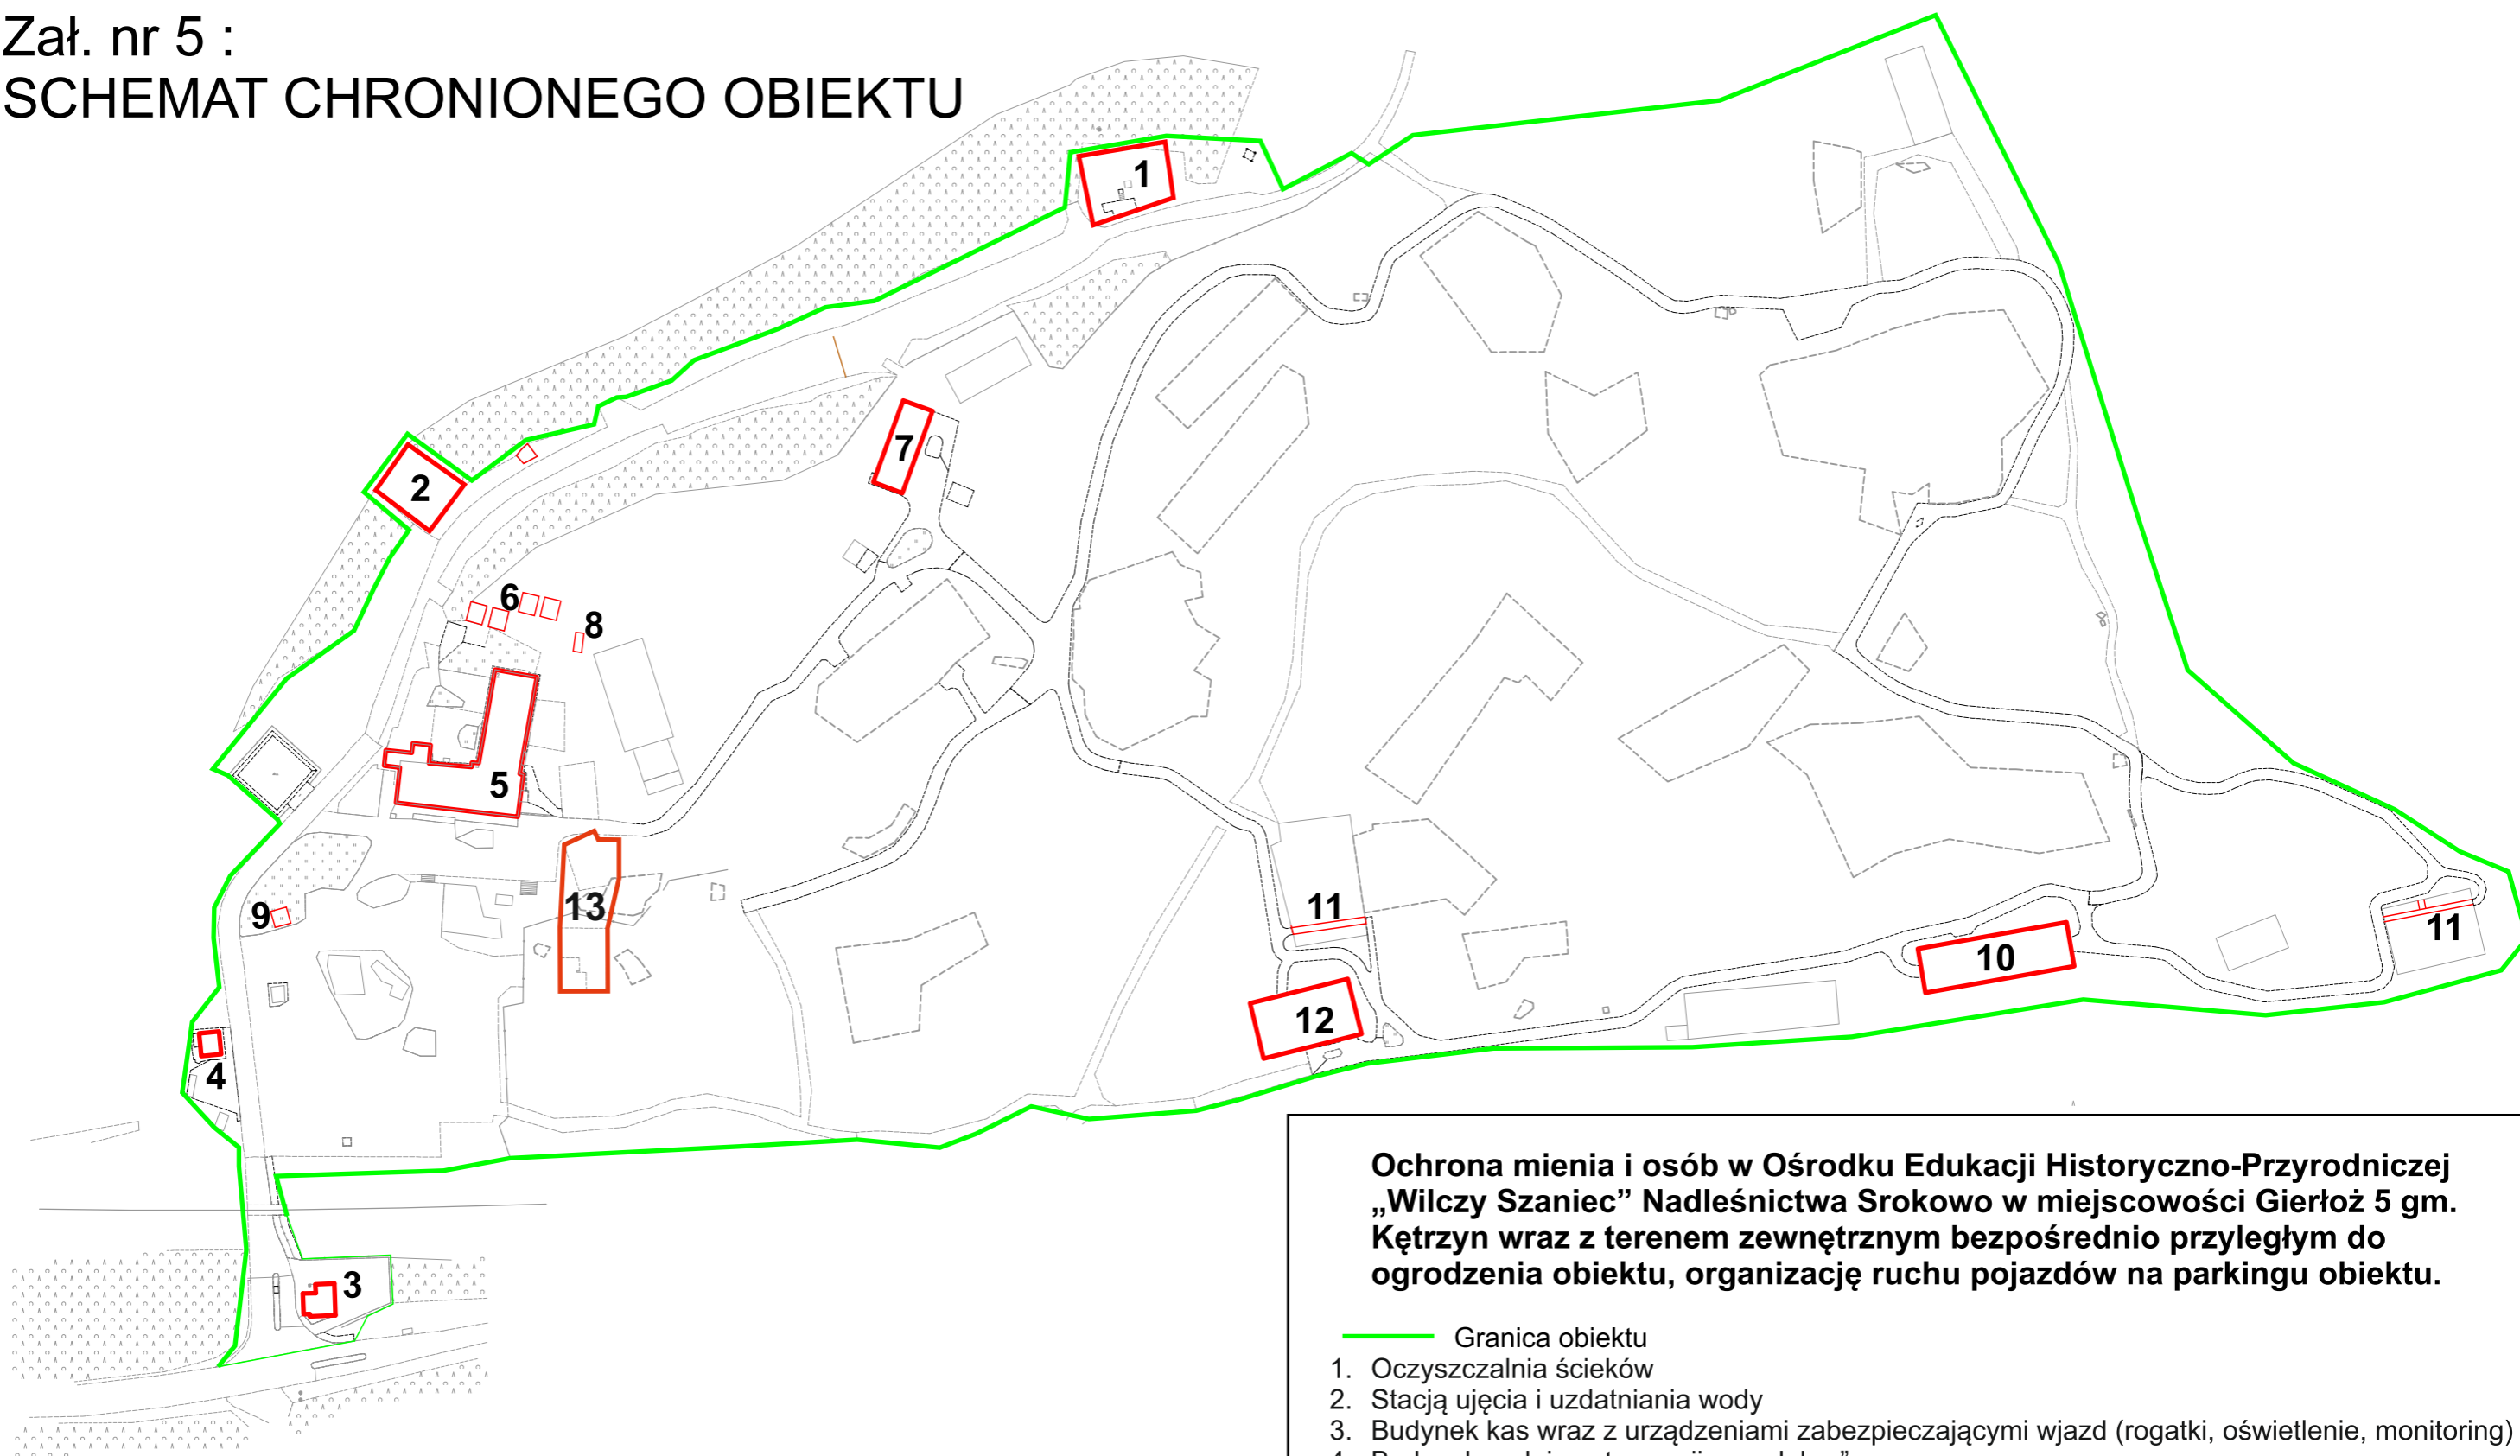 Zał. nr 5 :
SCHEMAT CHRONIONEGO OBIEKTU
1
2
7
6
8
5
13
9
11
11
10
12
4
3
Ochrona mienia i osób w Ośrodku Edukacji Historyczno-Przyrodniczej
„Wilczy Szaniec” Nadleśnictwa Srokowo w miejscowości Gierłoż 5 gm.
Kętrzyn wraz z terenem zewnętrznym bezpośrednio przyległym do
ogrodzenia obiektu, organizację ruchu pojazdów na parkingu obiektu.
Granica obiektu
1. Oczyszczalnia ścieków
2. Stacją ujęcia i uzdatniania wody
3. Budynek kas wraz z urządzeniami zabezpieczającymi wjazd (rogatki, oświetlenie, monitoring)